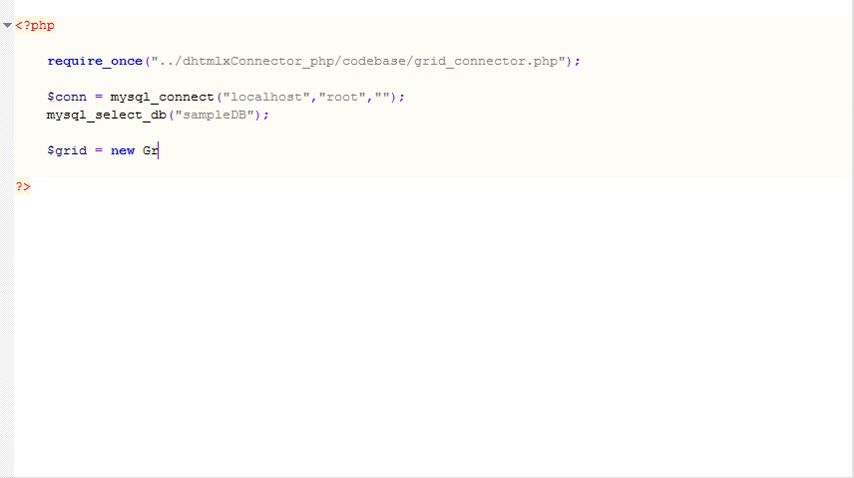 <?php
require_once("../dhtmlxConnector_php/codebase/grid_connector.php");
$conn = mysql_connect("localhost","root","");
mysql_select_db("sampleDB");
$grid = new Gr
?>